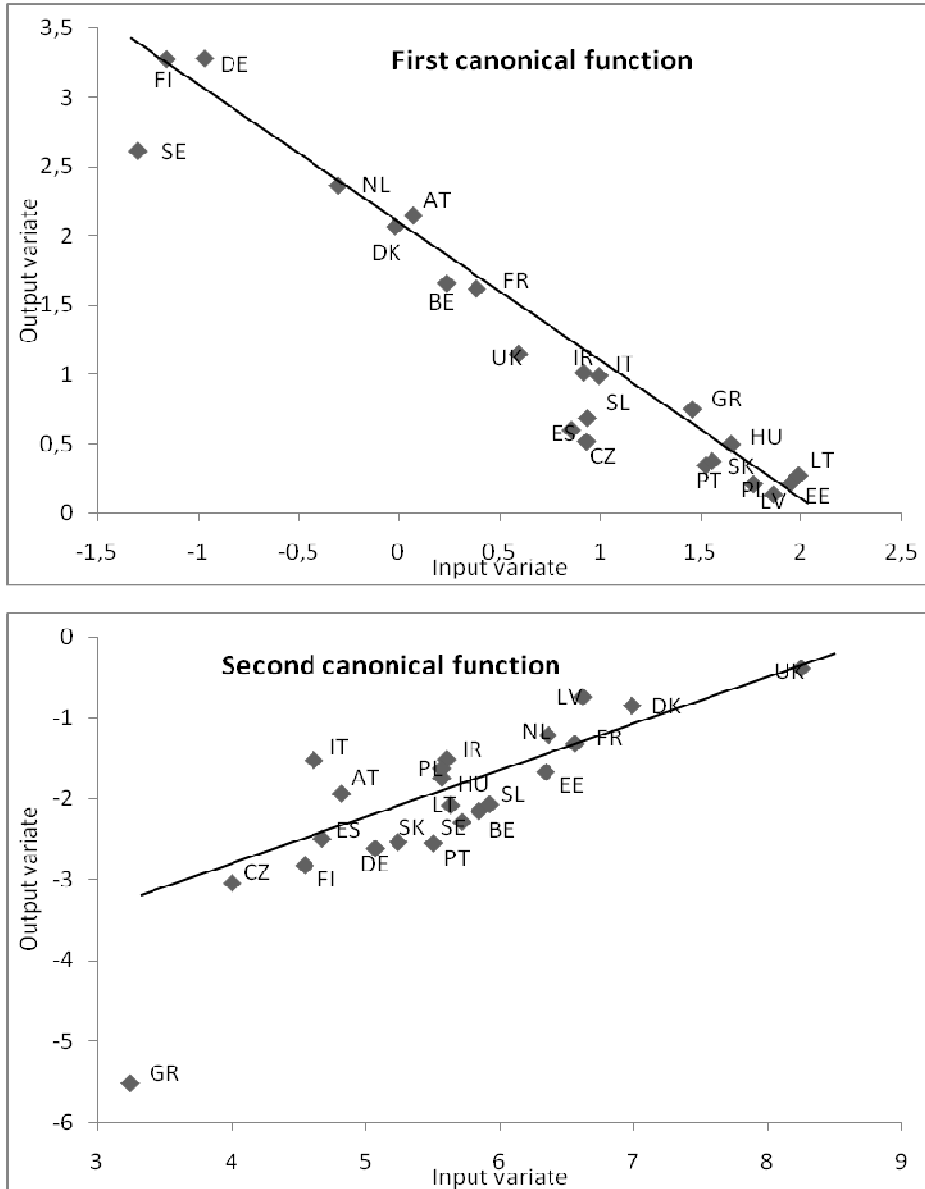 First canonical function
Output variate
3,5
3
2,5
2
1,5
1
0,5
0
FI
DE
SE
NL
AT
DK
BE
FR
UK
IR
IT
SL
ES
CZ
GR
HU
PT
SK
PL
LV
LT
EE
-1,5 -1 -0,5 0 0,5 1 1,5 2 2,5
Input variate
Second canonical function
Output variate
0
-1
-2
-3
-4
-5
-6
UK
LV
DK
NL
FR
IT
IR
PL
EE
AT
HU
LT
SL
ES
SK
SE
BE
DE
PT
CZ
FI
GR
3 4 5 6 7 8 9
Input variate